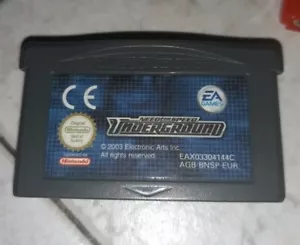 CE
EA
GAMES
NEED FOR SPEED
UNDERGROUND
Original
Nintendo
© 2003 Electronic Arts Inc.
All rights reserved.
EAX03304144C
AGB BNSP EUR